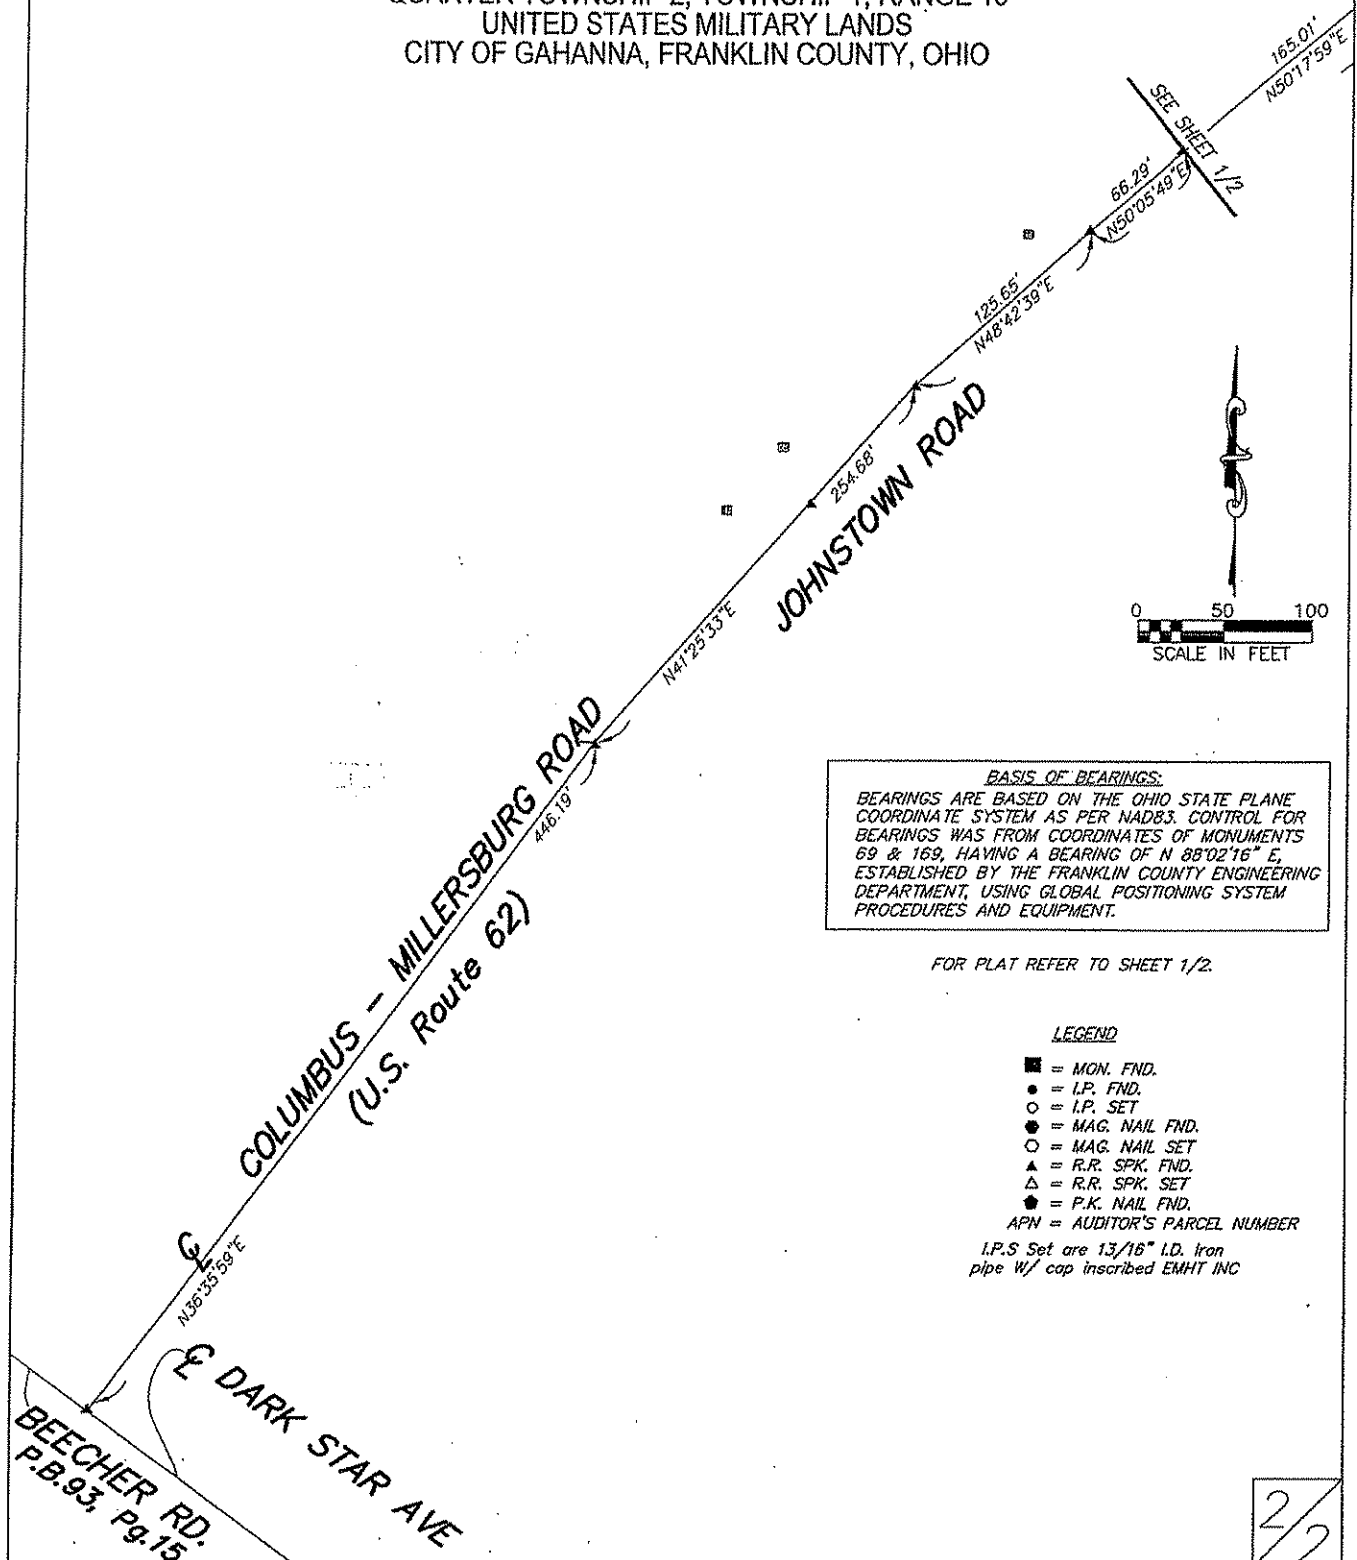 QUARTER TOWNSHIP 2, TOWNSHIP 1, RANGE 16
UNITED STATES MILITARY LANDS
CITY OF GAHANNA, FRANKLIN COUNTY, OHIO
165.01'
N50°17'59"E
SEE SHEET 1/2
66.29'
N50°05'49"E
125.65'
N48°42'39"E
254.68'
JOHNSTOWN ROAD
N41°25'33"E
0 50 100
SCALE IN FEET
COLUMBUS - MILLERSBURG ROAD
(U.S. Route 62)
446.19'
BASIS OF BEARINGS:
BEARINGS ARE BASED ON THE OHIO STATE PLANE
COORDINATE SYSTEM AS PER NAD83. CONTROL FOR
BEARINGS WAS FROM COORDINATES OF MONUMENTS
69 & 169, HAVING A BEARING OF N 88°02'16" E,
ESTABLISHED BY THE FRANKLIN COUNTY ENGINEERING
DEPARTMENT, USING GLOBAL POSITIONING SYSTEM
PROCEDURES AND EQUIPMENT.
FOR PLAT REFER TO SHEET 1/2.
LEGEND
= MON. FND.
= I.P. FND.
= I.P. SET
= MAG. NAIL FND.
= MAG. NAIL SET
= R.R. SPK. FND.
= R.R. SPK. SET
= P.K. NAIL FND.
APN = AUDITOR'S PARCEL NUMBER
I.P.S Set are 13/16" I.D. iron
pipe W/ cap inscribed EMHT INC
℄
N36°35'59"E
℄ DARK STAR AVE
BEECHER RD.
P.B.93, Pg.15
2/2